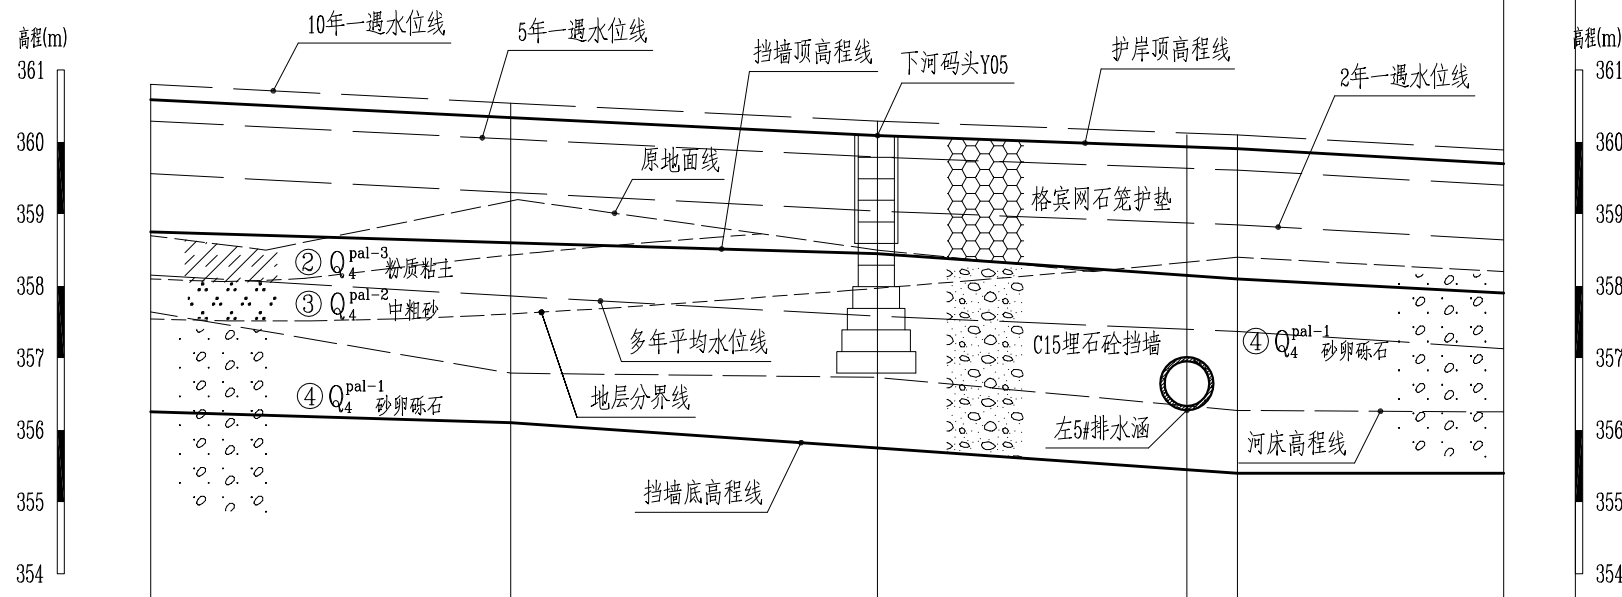 10年一遇水位线
5年一遇水位线
挡墙顶高程线
下河码头Y05
护岸顶高程线
2年一遇水位线
高程(m)
高程(m)
361
360
359
358
357
356
355
354
361
360
359
358
357
356
355
354
原地面线
格宾网石笼护垫
② Q4pal-3 粉质粘土
③ Q4pal-2 中粗砂
多年平均水位线
C15埋石砼挡墙
④ Q4pal-1 砂卵砾石
④ Q4pal-1 砂卵砾石
地层分界线
左5#排水涵
河床高程线
挡墙底高程线